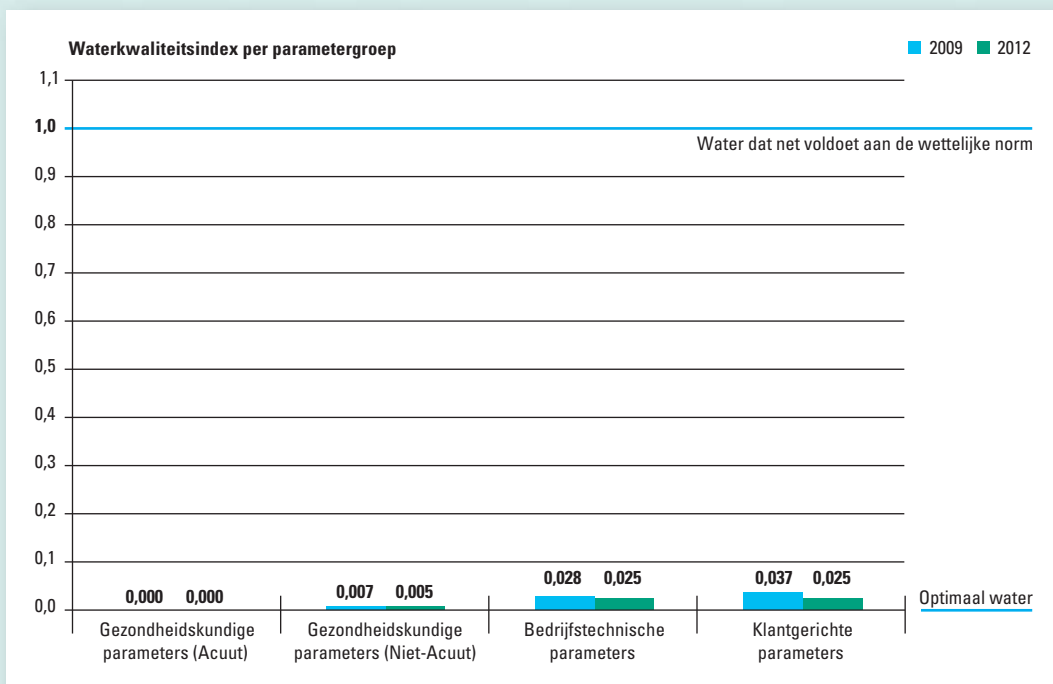 Waterkwaliteitsindex per parametergroep
2009 2012
1,1
1,0
Water dat net voldoet aan de wettelijke norm
0,9
0,8
0,7
0,6
0,5
0,4
0,3
0,2
0,1
0,0
0,000 0,000
0,007 0,005
0,028 0,025
0,037 0,025
Optimaal water
Gezondheidskundige
parameters (Acuut)
Gezondheidskundige
parameters (Niet-Acuut)
Bedrijfstechnische
parameters
Klantgerichte
parameters